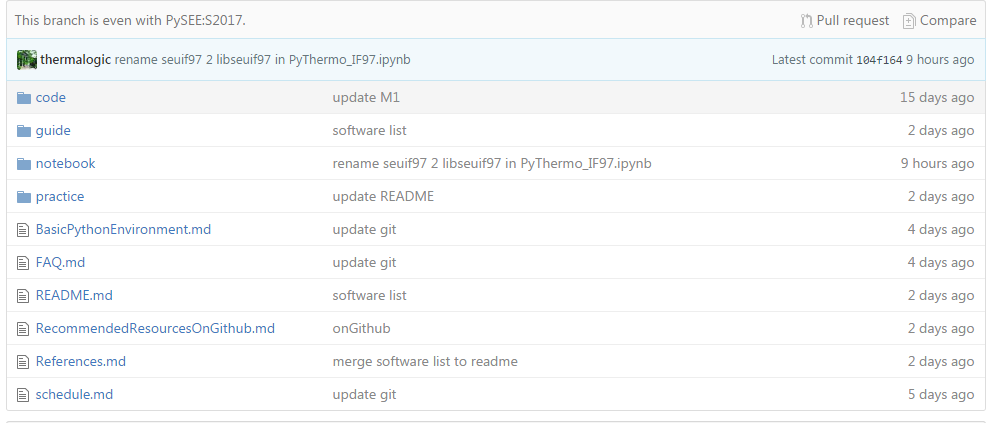 This branch is even with PySEE:S2017. Pull request Compare
thermalogic rename seuif97 2 libseuif97 in PyThermo_IF97.ipynb Latest commit 104f164 9 hours ago
code update M1 15 days ago
guide software list 2 days ago
notebook rename seuif97 2 libseuif97 in PyThermo_IF97.ipynb 9 hours ago
practice update README 2 days ago
BasicPythonEnvironment.md update git 4 days ago
FAQ.md update git 4 days ago
README.md software list 2 days ago
RecommendedResourcesOnGithub.md onGithub 2 days ago
References.md merge software list to readme 2 days ago
schedule.md update git 5 days ago